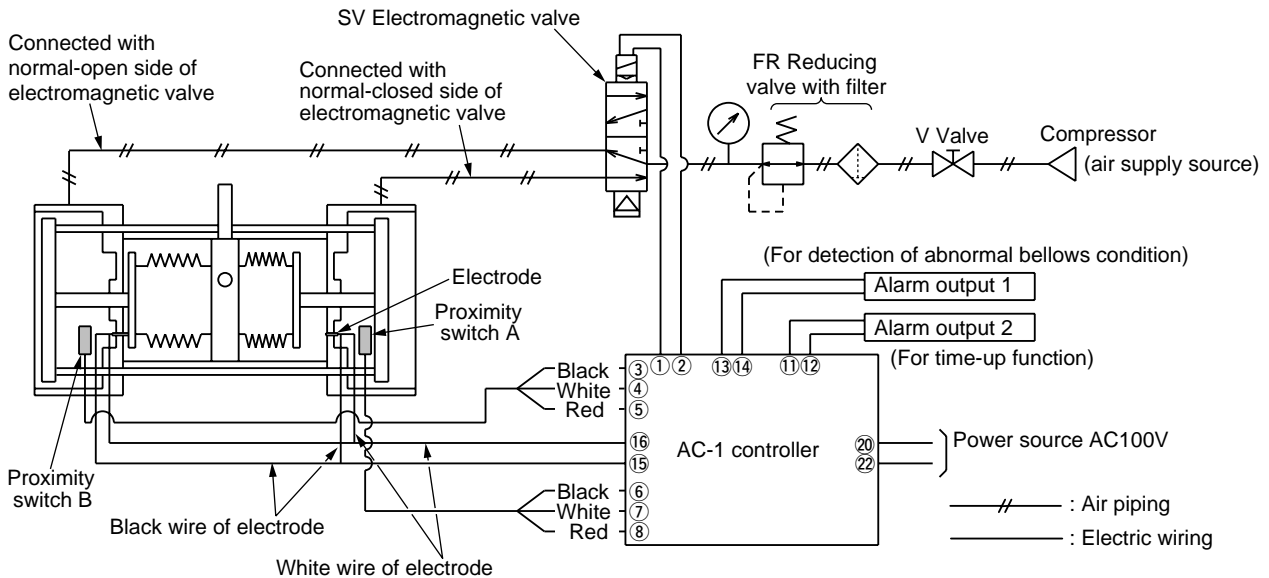 SV Electromagnetic valve
Connected with
normal-open side of
electromagnetic valve
Connected with
normal-closed side of
electromagnetic valve
FR Reducing
valve with filter
V Valve
Compressor
(air supply source)
Electrode
Proximity
switch A
(For detection of abnormal bellows condition)
Alarm output 1
Alarm output 2
(For time-up function)
① ② ⑬ ⑭ ⑪ ⑫
Black ③
White ④
Red ⑤
⑯
⑮
AC-1 controller
⑳
㉒
Power source AC100V
Black ⑥
White ⑦
Red ⑧
Proximity
switch B
Black wire of electrode
White wire of electrode
: Air piping
: Electric wiring